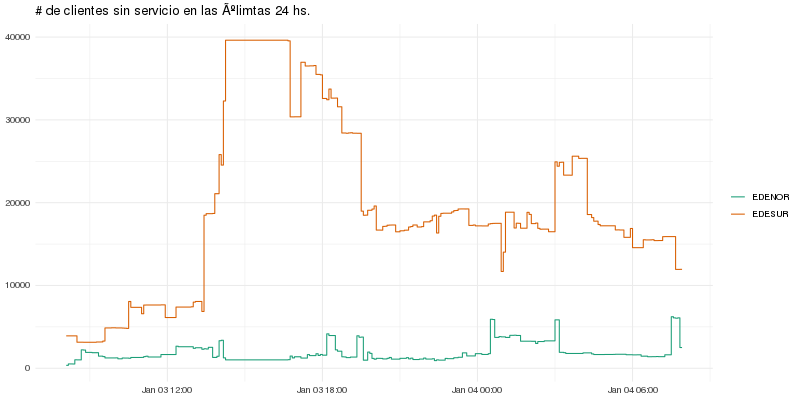 # de clientes sin servicio en las Ãºlimtas 24 hs.
40000
30000
20000
10000
0
Jan 03 12:00
Jan 03 18:00
Jan 04 00:00
Jan 04 06:00
EDENOR
EDESUR